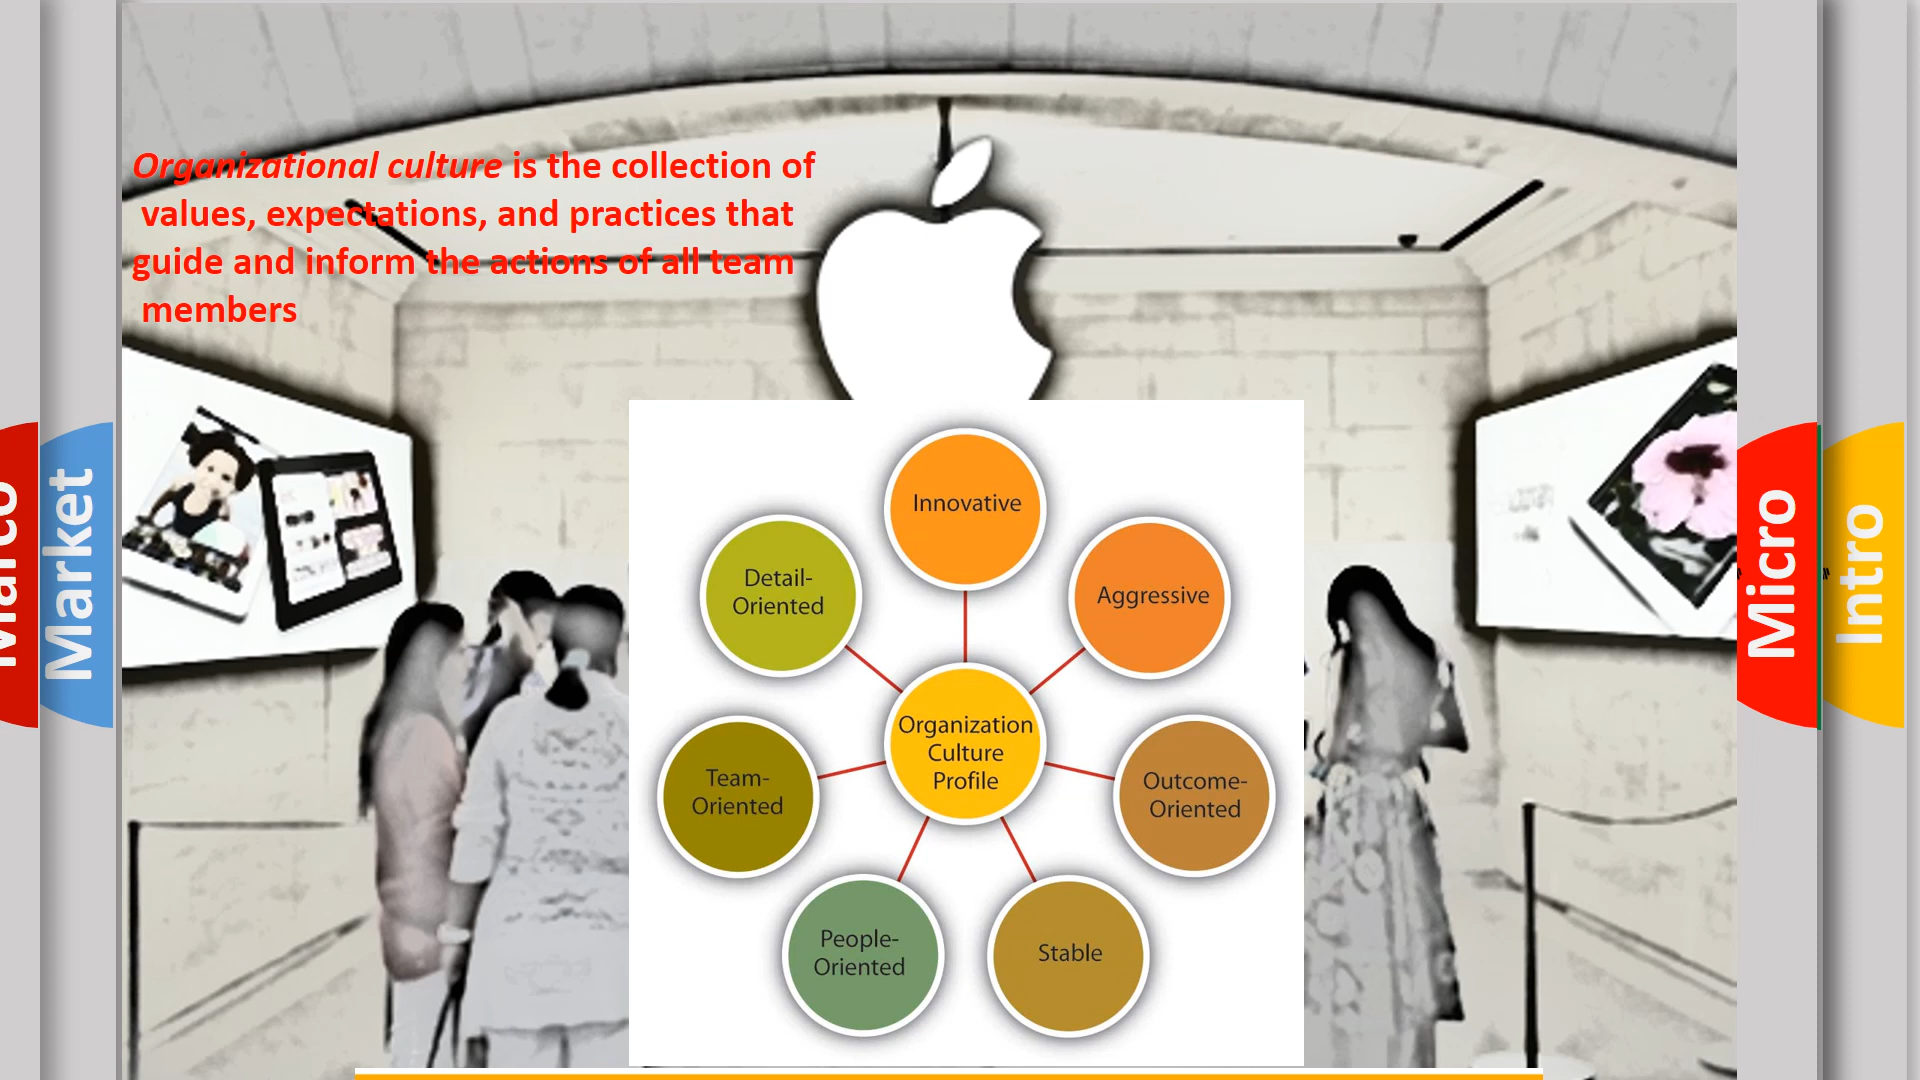 Organizational culture is the collection of
values, expectations, and practices that
guide and inform the actions of all team
members
Market
Micro
Intro
Innovative
Detail-
Oriented
Aggressive
Organization
Culture
Profile
Team-
Oriented
Outcome-
Oriented
People-
Oriented
Stable